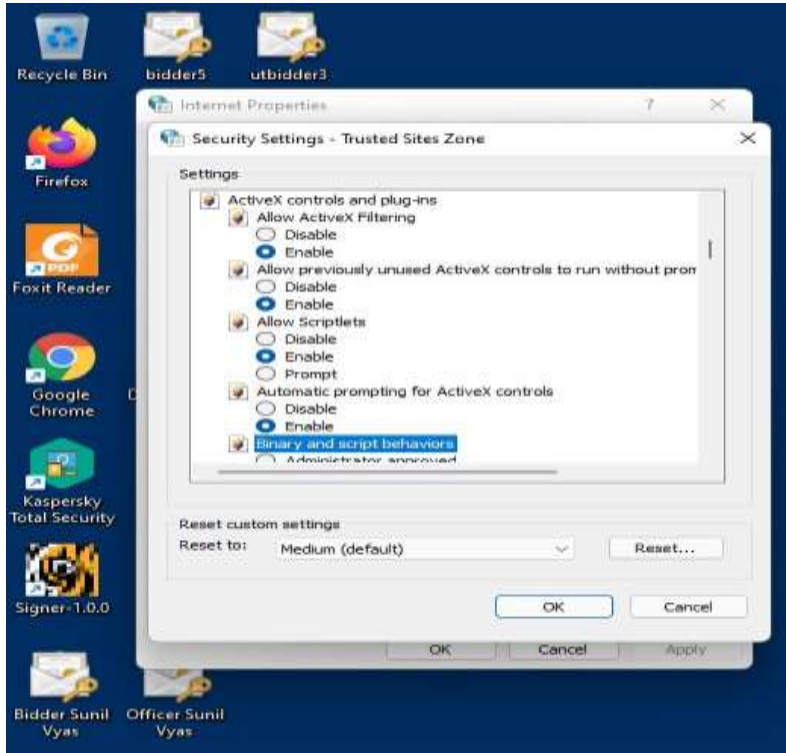 Recycle Bin
bidder5
utbidder3
Internet Properties
?
Security Settings - Trusted Sites Zone
Firefox
Settings
ActiveX controls and plug-ins
Allow ActiveX Filtering
Disable
Enable
Allow previously unused ActiveX controls to run without prom
Disable
Enable
Allow Scriptlets
Disable
Enable
Prompt
Automatic prompting for ActiveX controls
Disable
Enable
Binary and script behaviors
Administrator approved
PDF
Foxit Reader
Google
Chrome
Kaspersky
Total Security
Reset custom settings
Reset to:
Medium (default)
Reset...
Signer-1.0.0
OK
Cancel
OK
Cancel
Apply
Bidder Sunil
Vyas
Officer Sunil
Vyas